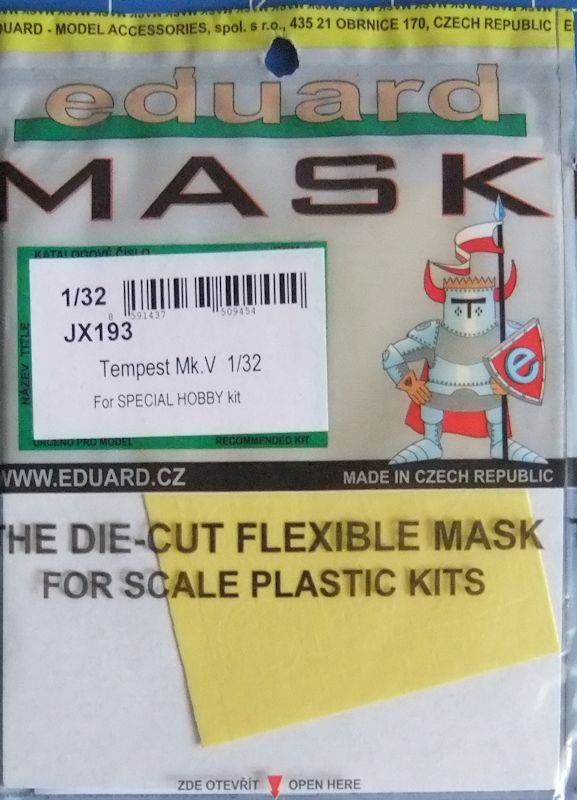 DUARD - MODEL ACCESSORIES, spol. s r.o., 435 21 OBRNICE 170, CZECH REPUBLIC
eduard
MASK
KATALOGOVÉ ČÍSLO
1/32
8 591437 509454
JX193
Tempest Mk.V 1/32
For SPECIAL HOBBY kit
NÁZEV TITLE
URČENO PRO MODEL RECOMMENDED KIT
e
WWW.EDUARD.CZ MADE IN CZECH REPUBLIC
THE DIE-CUT FLEXIBLE MASK
FOR SCALE PLASTIC KITS
ZDE OTEVŘÍT OPEN HERE